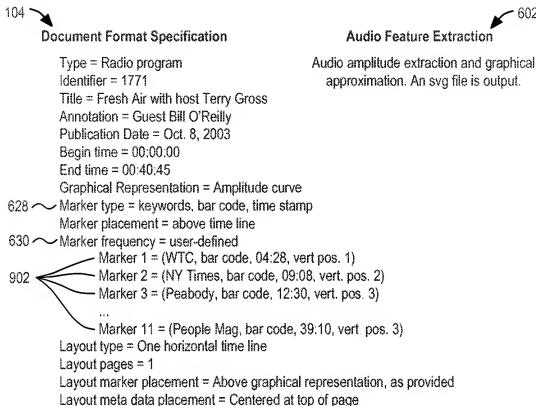 104
602
Document Format Specification
Type = Radio program
Identifier = 1771
Title = Fresh Air with host Terry Gross
Annotation = Guest Bill O'Reilly
Publication Date = Oct. 8, 2003
Begin time = 00:00:00
End time = 00:40:45
Graphical Representation = Amplitude curve
628 Marker type = keywords, bar code, time stamp
Marker placement = above time line
630 Marker frequency = user-defined
902
Marker 1 = (WTC, bar code, 04:28, vert pos. 1)
Marker 2 = (NY Times, bar code, 09:08, vert. pos. 2)
Marker 3 = (Peabody, bar code, 12:30, vert. pos. 3)
...
Marker 11 = (People Mag, bar code, 39:10, vert pos. 3)
Layout type = One horizontal time line
Layout pages = 1
Layout marker placement = Above graphical representation, as provided
Layout meta data placement = Centered at top of page
Audio Feature Extraction
Audio amplitude extraction and graphical
approximation. An svg file is output.